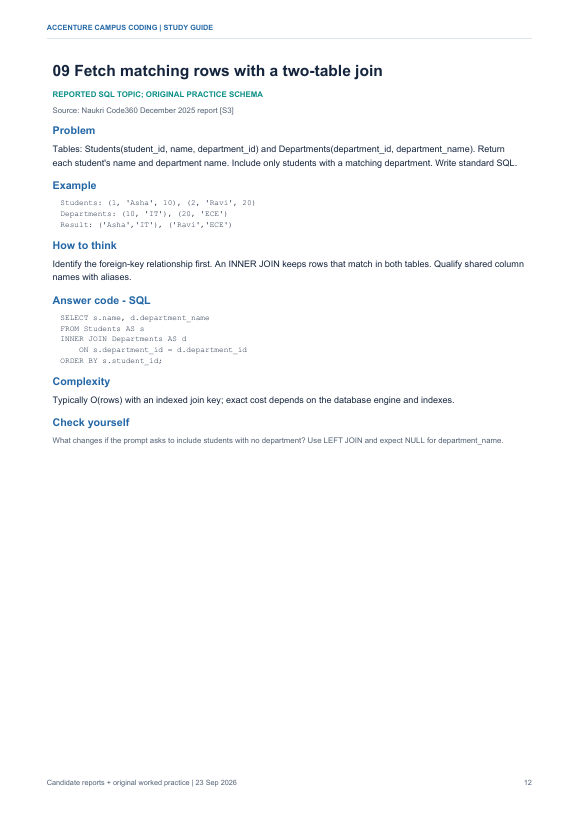 ACCENTURE CAMPUS CODING | STUDY GUIDE
09 Fetch matching rows with a two-table join
REPORTED SQL TOPIC; ORIGINAL PRACTICE SCHEMA
Source: Naukri Code360 December 2025 report [S3]
Problem
Tables: Students(student_id, name, department_id) and Departments(department_id, department_name). Return
each student's name and department name. Include only students with a matching department. Write standard SQL.
Example
Students: (1, 'Asha', 10), (2, 'Ravi', 20)
Departments: (10, 'IT'), (20, 'ECE')
Result: ('Asha','IT'), ('Ravi','ECE')
How to think
Identify the foreign-key relationship first. An INNER JOIN keeps rows that match in both tables. Qualify shared column
names with aliases.
Answer code - SQL
SELECT s.name, d.department_name
FROM Students AS s
INNER JOIN Departments AS d
    ON s.department_id = d.department_id
ORDER BY s.student_id;
Complexity
Typically O(rows) with an indexed join key; exact cost depends on the database engine and indexes.
Check yourself
What changes if the prompt asks to include students with no department? Use LEFT JOIN and expect NULL for department_name.
Candidate reports + original worked practice | 23 Sep 2026
12